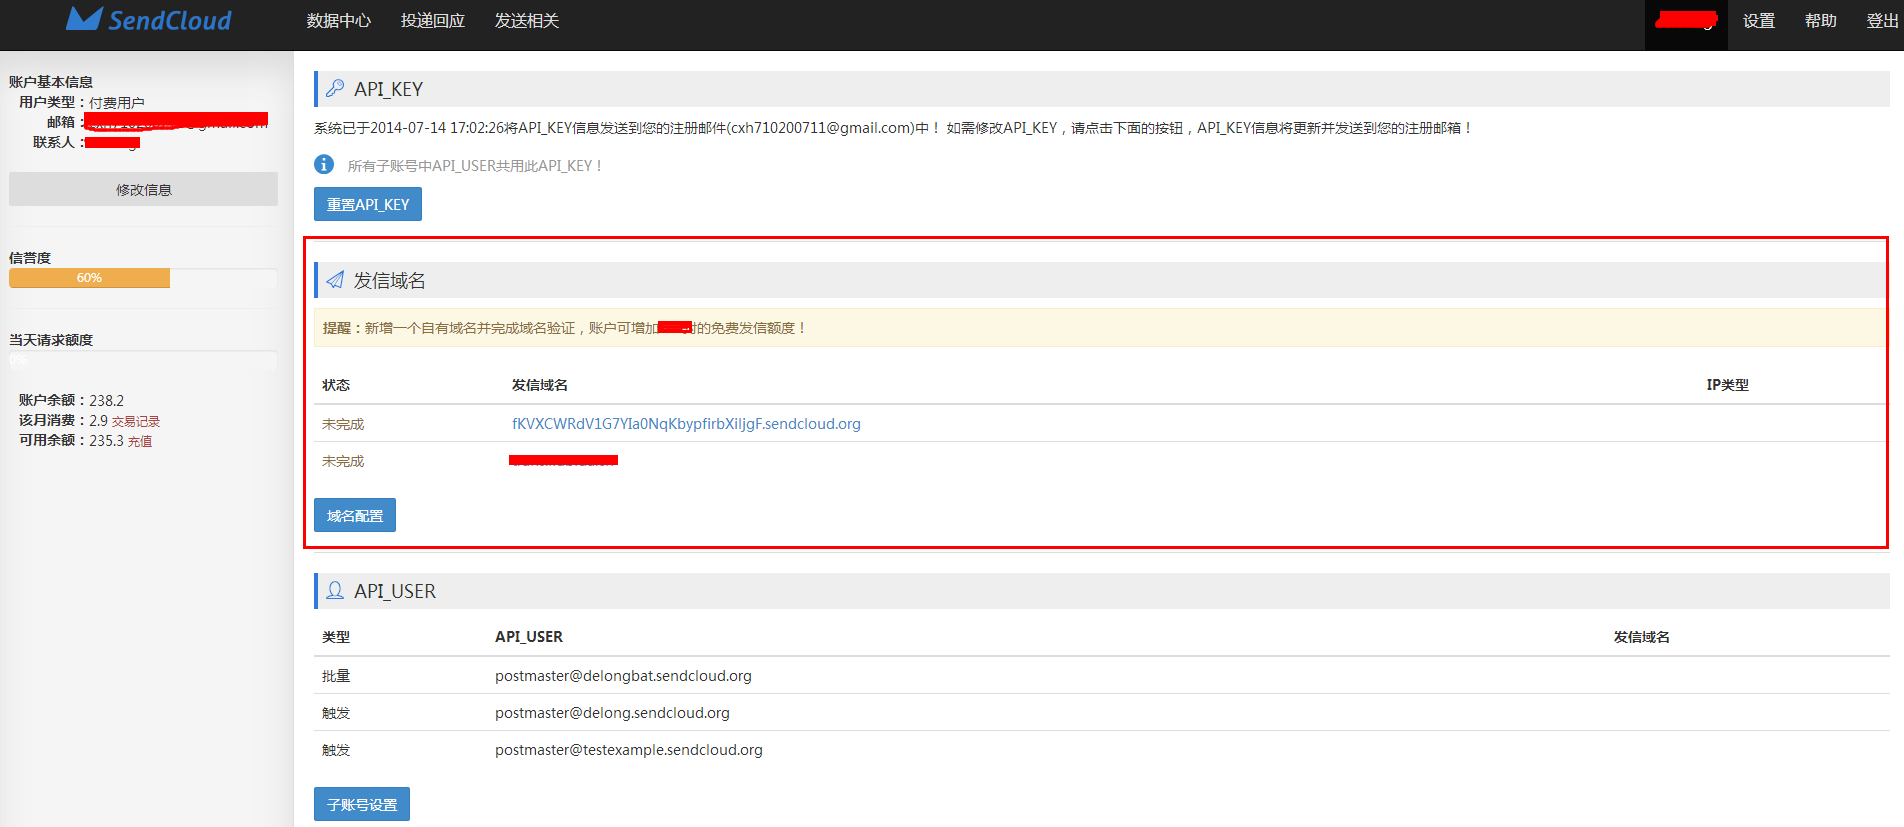 SendCloud 数据中心 投递回应 发送相关 设置 帮助 登出
账户基本信息
用户类型：付费用户
邮箱：
联系人：
修改信息
信誉度
60%
当天请求额度
0%
账户余额：238.2
该月消费：2.9 交易记录
可用余额：235.3 充值
API_KEY
系统已于2014-07-14 17:02:26将API_KEY信息发送到您的注册邮件(cxh710200711@gmail.com)中！ 如需修改API_KEY，请点击下面的按钮，API_KEY信息将更新并发送到您的注册邮箱！
所有子账号中API_USER共用此API_KEY！
重置API_KEY
发信域名
提醒：新增一个自有域名并完成域名验证，账户可增加 的免费发信额度！
状态 发信域名 IP类型
未完成 fKVXCWRdV1G7YIa0NqKbypfirbXiljgF.sendcloud.org
未完成
域名配置
API_USER
类型 API_USER 发信域名
批量 postmaster@delongbat.sendcloud.org
触发 postmaster@delong.sendcloud.org
触发 postmaster@testexample.sendcloud.org
子账号设置